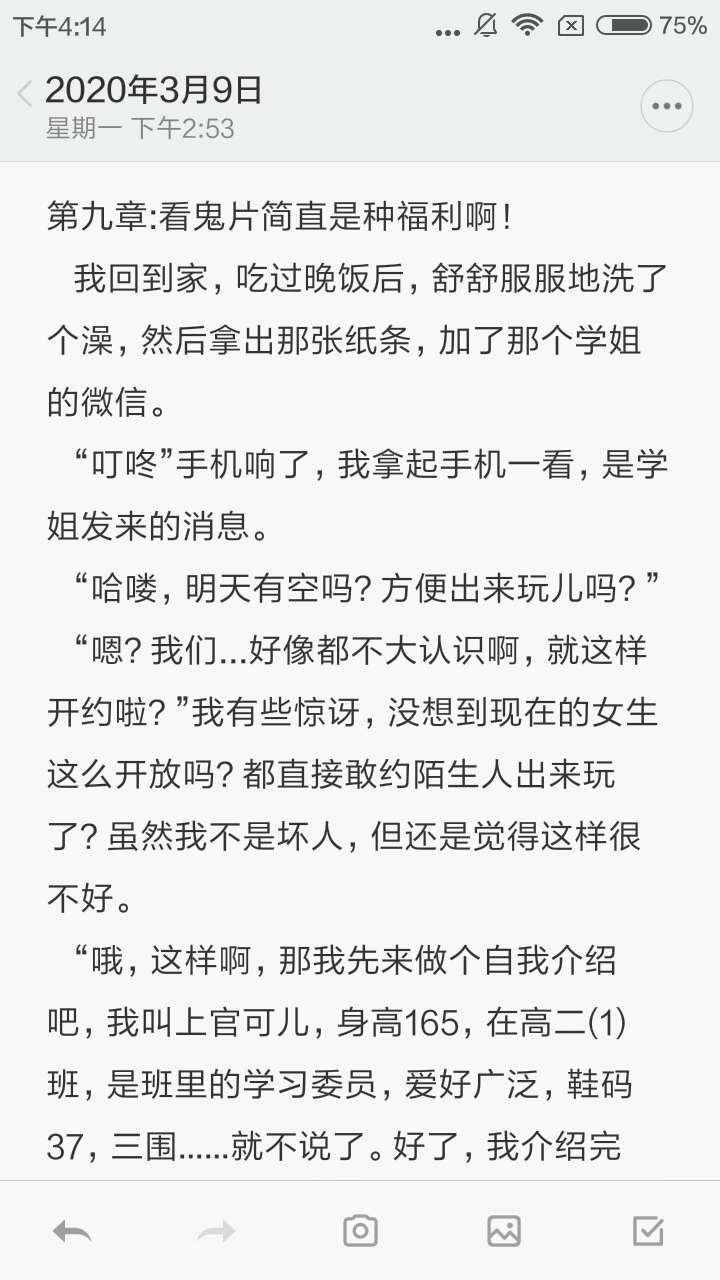 下午4:14
75%
2020年3月9日
星期一 下午2:53
第九章:看鬼片简直是种福利啊！
我回到家，吃过晚饭后，舒舒服服地洗了
个澡，然后拿出那张纸条，加了那个学姐
的微信。
“叮咚”手机响了，我拿起手机一看，是学
姐发来的消息。
“哈喽，明天有空吗？方便出来玩儿吗？”
“嗯？我们...好像都不大认识啊，就这样
开约啦？”我有些惊讶，没想到现在的女生
这么开放吗？都直接敢约陌生人出来玩
了？虽然我不是坏人，但还是觉得这样很
不好。
“哦，这样啊，那我先来做个自我介绍
吧，我叫上官可儿，身高165，在高二(1)
班，是班里的学习委员，爱好广泛，鞋码
37，三围......就不说了。好了，我介绍完